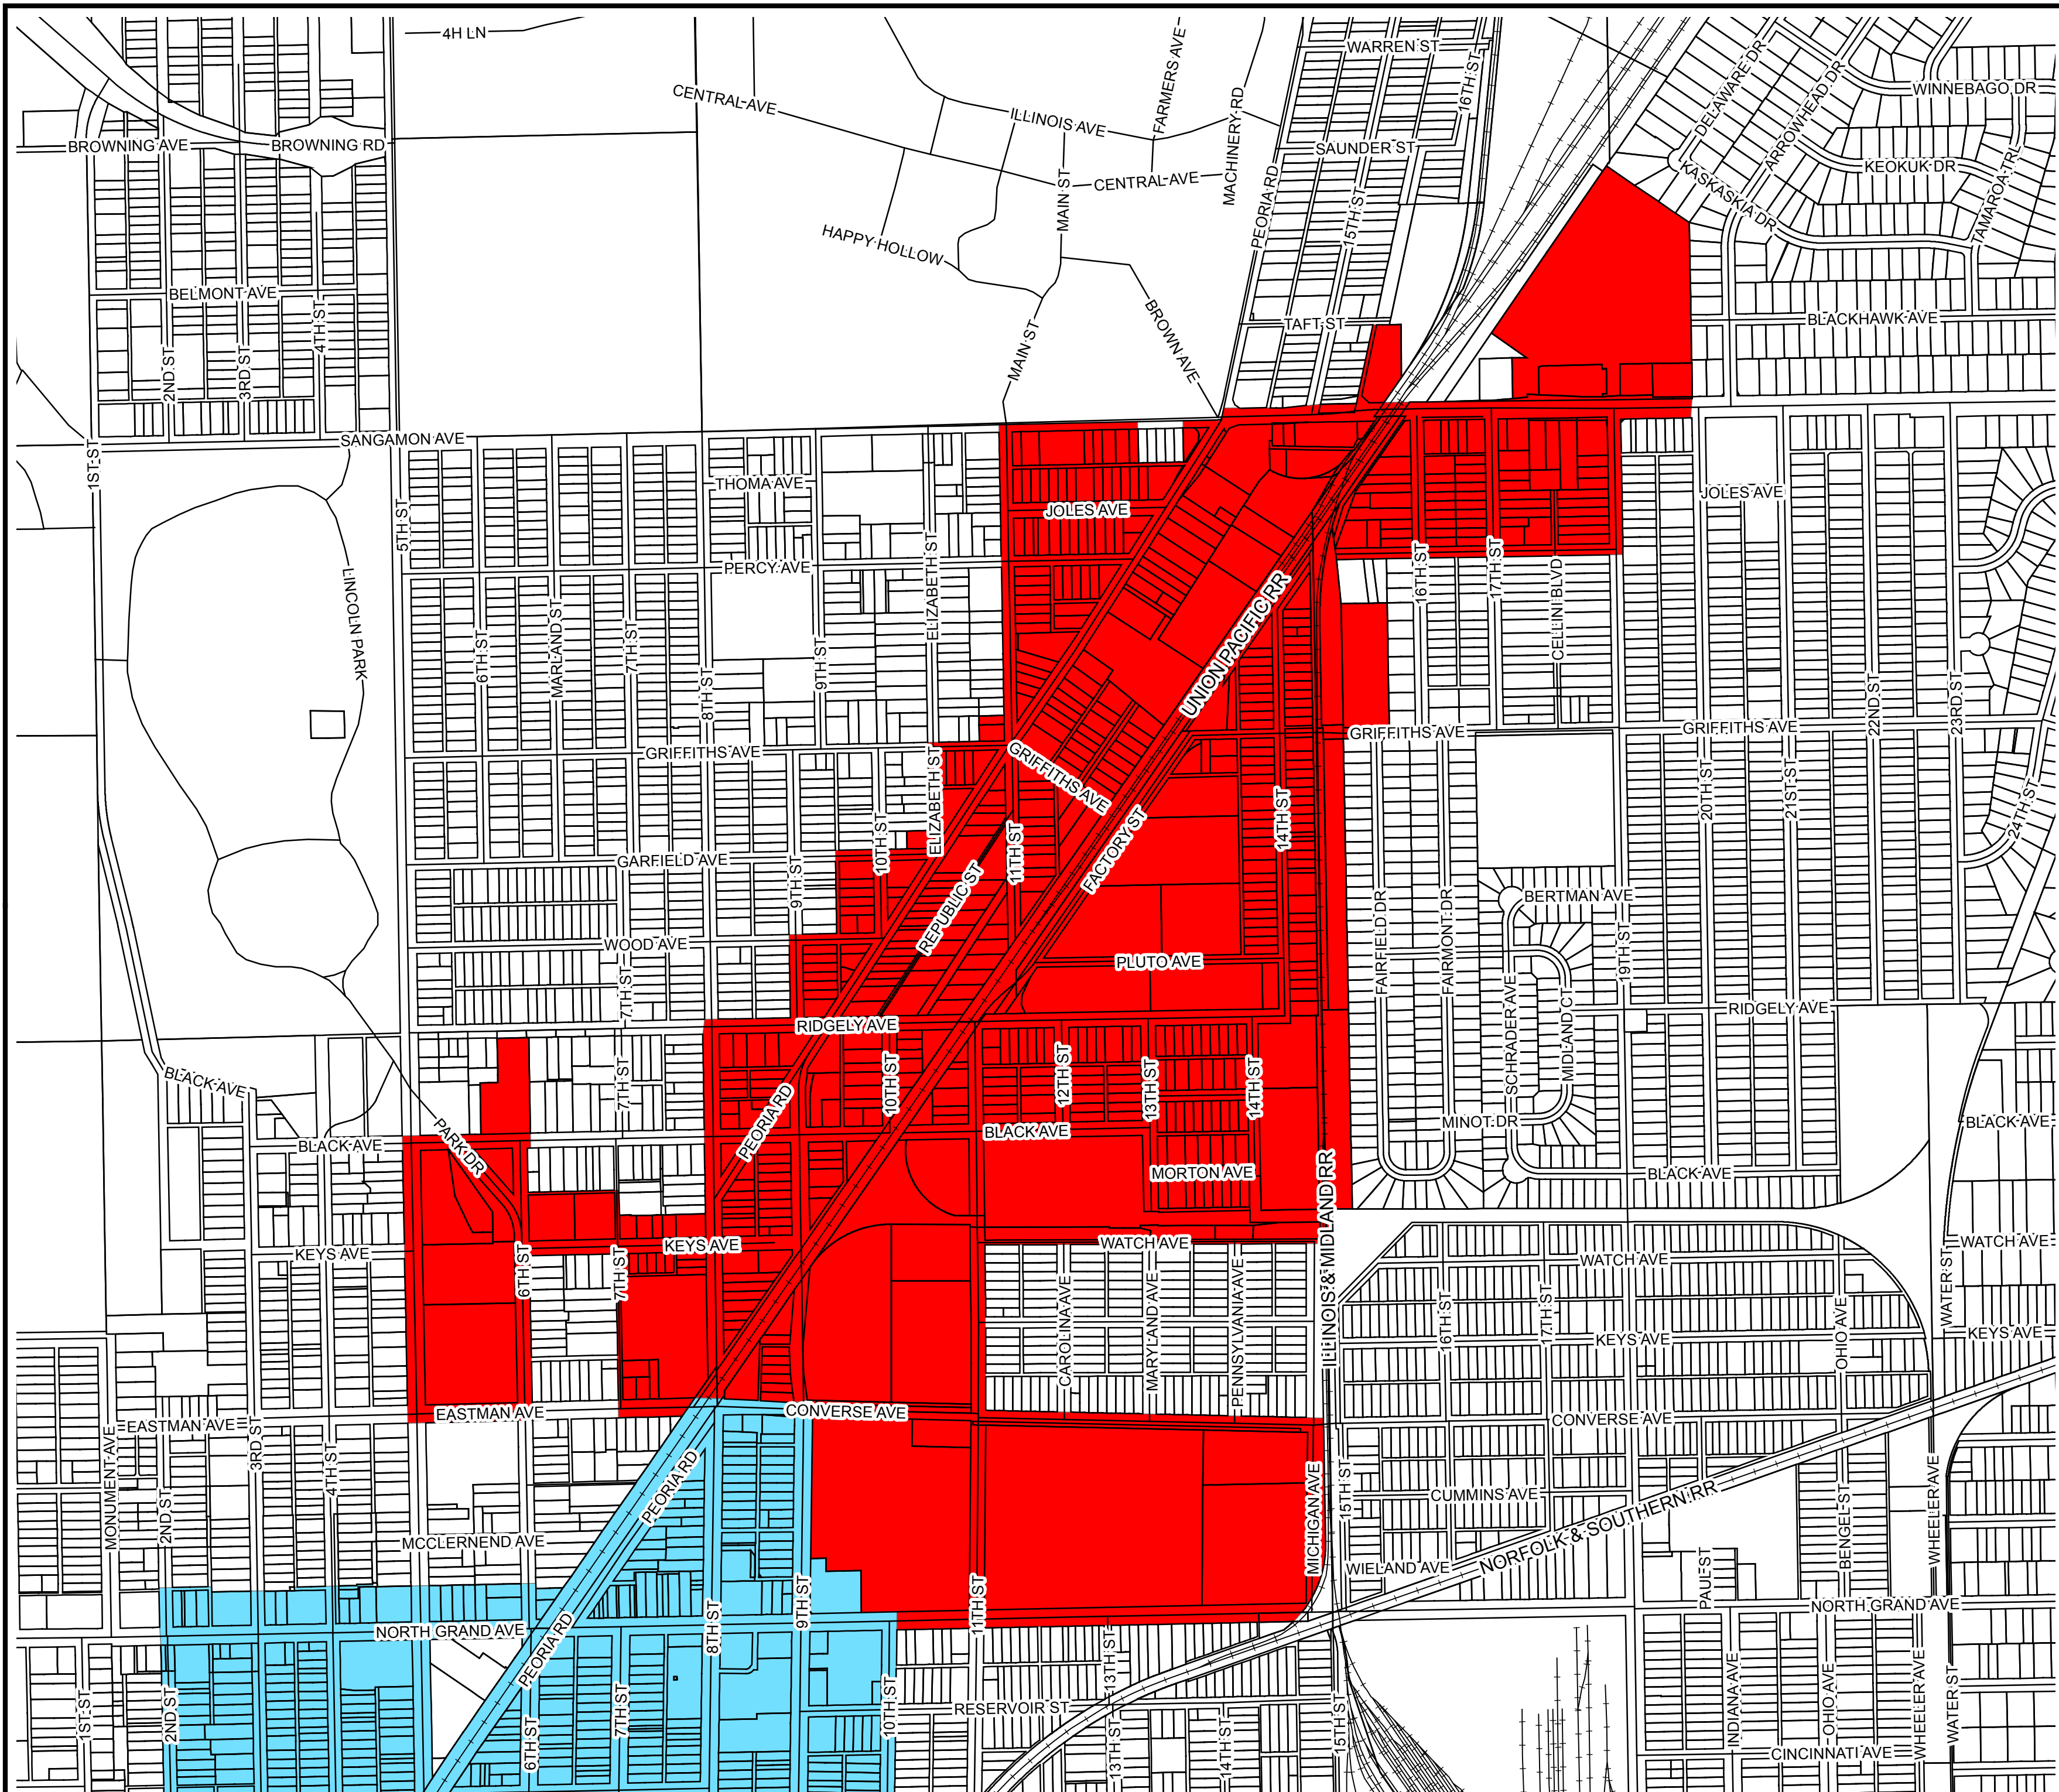 4H LN
WARREN ST
16TH ST
FARMERS AVE
DELAWARE DR
ARROWHEAD DR
WINNEBAGO DR
CENTRAL AVE
ILLINOIS AVE
MACHINERY RD
BROWNING AVE
BROWNING RD
SAUNDER ST
KEOKUK DR
TAMAROA TRL
KASKASKIA DR
CENTRAL AVE
MAIN ST
PEORIA RD
15TH ST
HAPPY HOLLOW
BELMONT AVE
4TH ST
TAFT ST
BLACKHAWK AVE
BROWN AVE
MAIN ST
2ND ST
3RD ST
SANGAMON AVE
1ST ST
THOMA AVE
JOLES AVE
JOLES AVE
5TH ST
PERCY AVE
ELIZABETH ST
16TH ST
17TH ST
CELLINI BLVD
LINCOLN PARK
UNION PACIFIC RR
6TH ST
MARLAND ST
7TH ST
8TH ST
9TH ST
22ND ST
23RD ST
GRIFFITHS AVE
GRIFFITHS AVE
GRIFFITHS AVE
GRIFFITHS AVE
ELIZABETH ST
20TH ST
21ST ST
24TH ST
10TH ST
11TH ST
14TH ST
FACTORY ST
GARFIELD AVE
9TH ST
REPUBLIC ST
BERTMAN AVE
FAIRFIELD DR
FAIRMONT DR
19TH ST
WOOD AVE
PLUTO AVE
7TH ST
RIDGELY AVE
RIDGELY AVE
SCHRADER AVE
MIDLAND CT
BLACK AVE
7TH ST
10TH ST
12TH ST
13TH ST
14TH ST
PEORIA RD
BLACK AVE
PARK DR
BLACK AVE
MINOT DR
BLACK AVE
MORTON AVE
BLACK AVE
ILLINOIS & MIDLAND RR
KEYS AVE
KEYS AVE
WATCH AVE
WATCH AVE
WATCH AVE
6TH ST
7TH ST
CAROLINA AVE
MARYLAND AVE
PENNSYLVANIA AVE
16TH ST
17TH ST
KEYS AVE
OHIO AVE
WATER ST
KEYS AVE
EASTMAN AVE
EASTMAN AVE
CONVERSE AVE
CONVERSE AVE
MONUMENT AVE
2ND ST
3RD ST
4TH ST
PEORIA RD
MICHIGAN AVE
15TH ST
CUMMINS AVE
NORFOLK & SOUTHERN RR
BENGEL ST
WHEELER AVE
MCCLERNEND AVE
WIELAND AVE
PAUL ST
NORTH GRAND AVE
NORTH GRAND AVE
PEORIA RD
8TH ST
9TH ST
11TH ST
1ST ST
2ND ST
6TH ST
7TH ST
10TH ST
RESERVOIR ST
13TH ST
13TH ST
14TH ST
15TH ST
INDIANA AVE
OHIO AVE
WHEELER AVE
WATER ST
CINCINNATI AVE